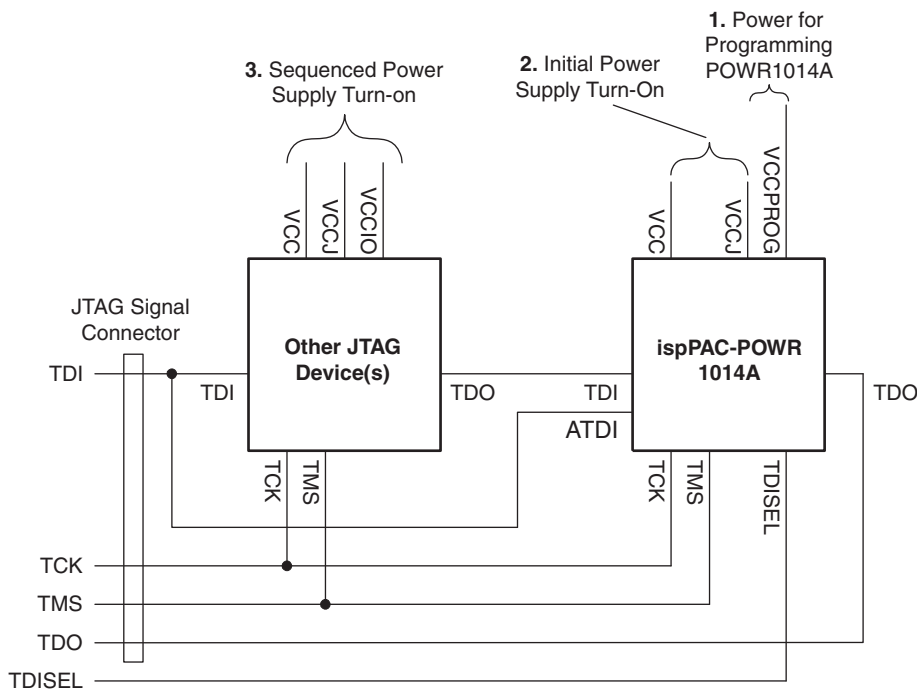 1. Power for
Programming
POWR1014A
2. Initial Power
Supply Turn-On
3. Sequenced Power
Supply Turn-on
VCC
VCCJ
VCCIO
VCC
VCCJ
VCCPROG
JTAG Signal
Connector
Other JTAG
Device(s)
ispPAC-POWR
1014A
TDI
TDI
TDO
TDI
TDO
ATDI
TCK
TMS
TCK
TMS
TDISEL
TCK
TMS
TDO
TDISEL